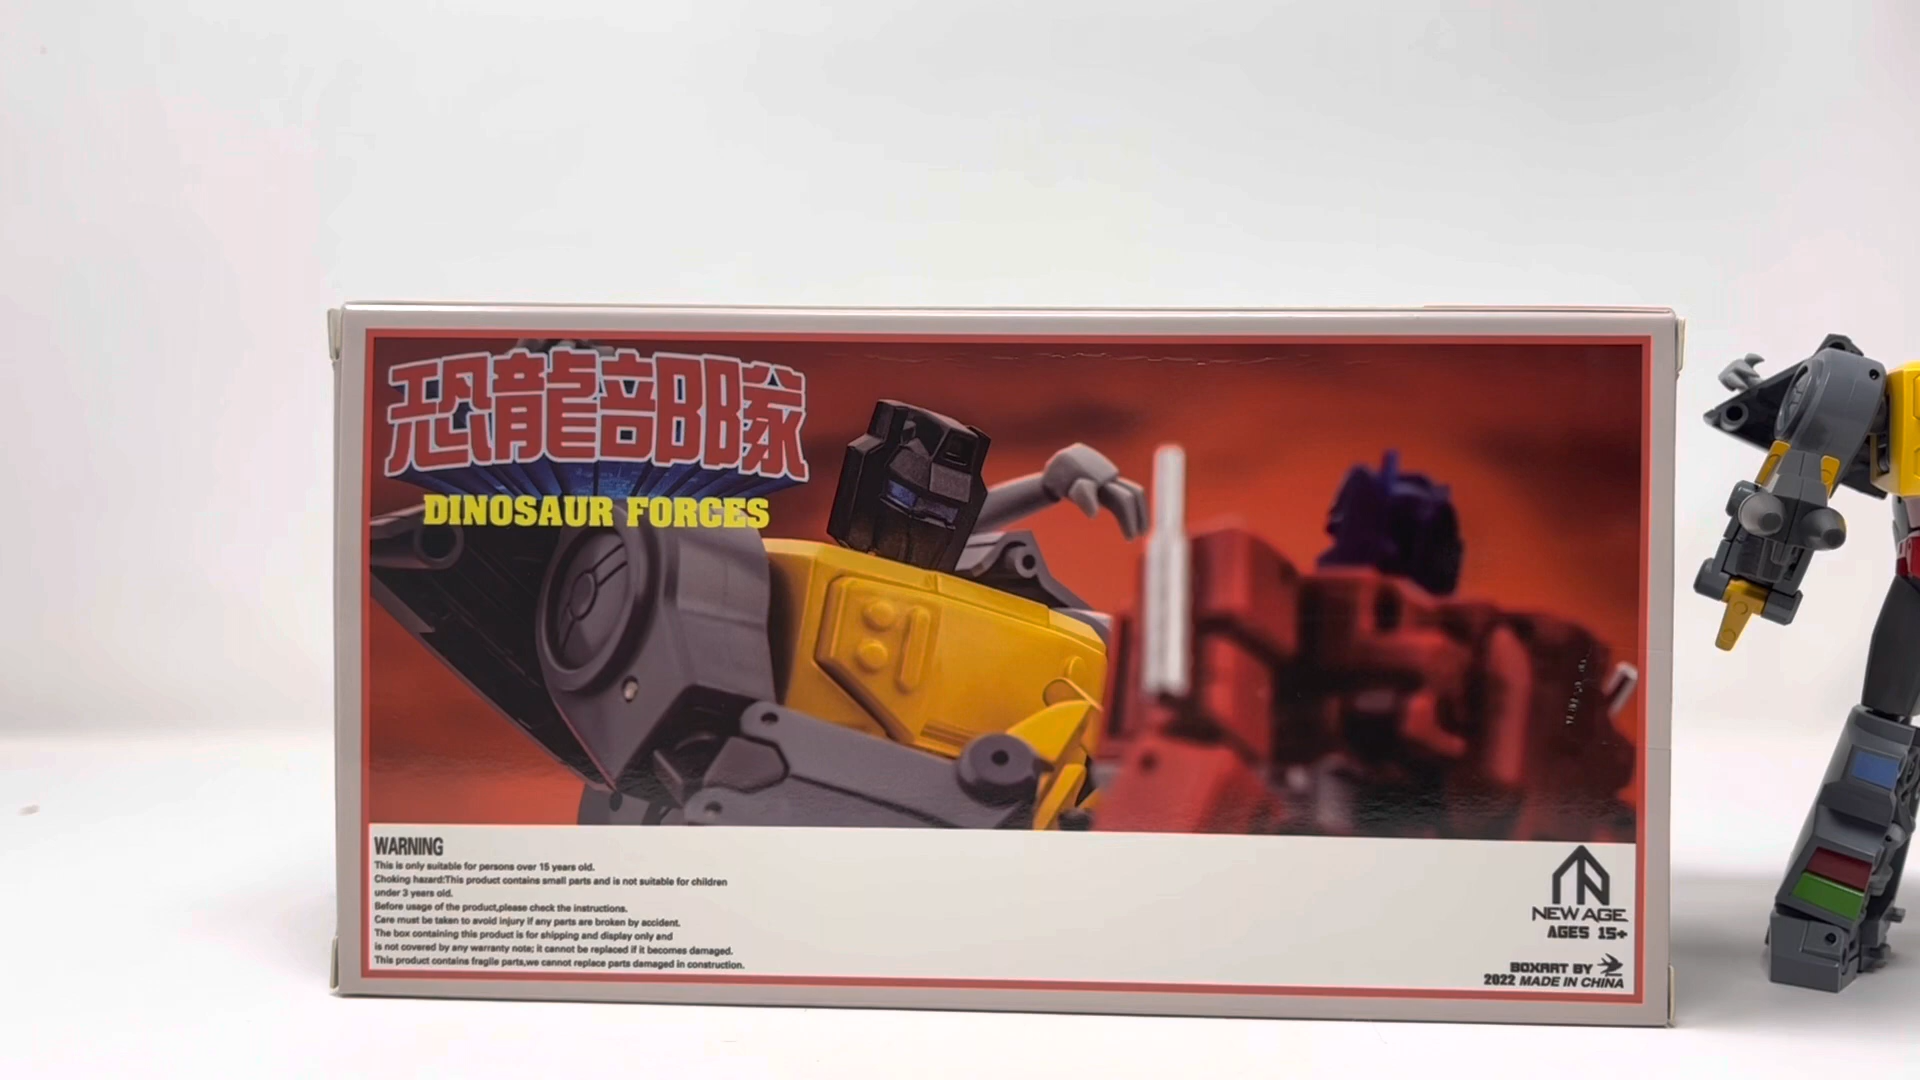 恐龍部隊
DINOSAUR FORCES
WARNING
This is only suitable for persons over 15 years old.
Choking hazard:This product contains small parts and is not suitable for children
under 3 years old.
Before usage of the product,please check the instructions.
Care must be taken to avoid injury if any parts are broken by accident.
The box containing this product is for shipping and display only and
is not covered by any warranty note; it cannot be replaced if it becomes damaged.
This product contains fragile parts,we cannot replace parts damaged in construction.
NEW AGE
AGES 15+
BOXART BY
2022 MADE IN CHINA